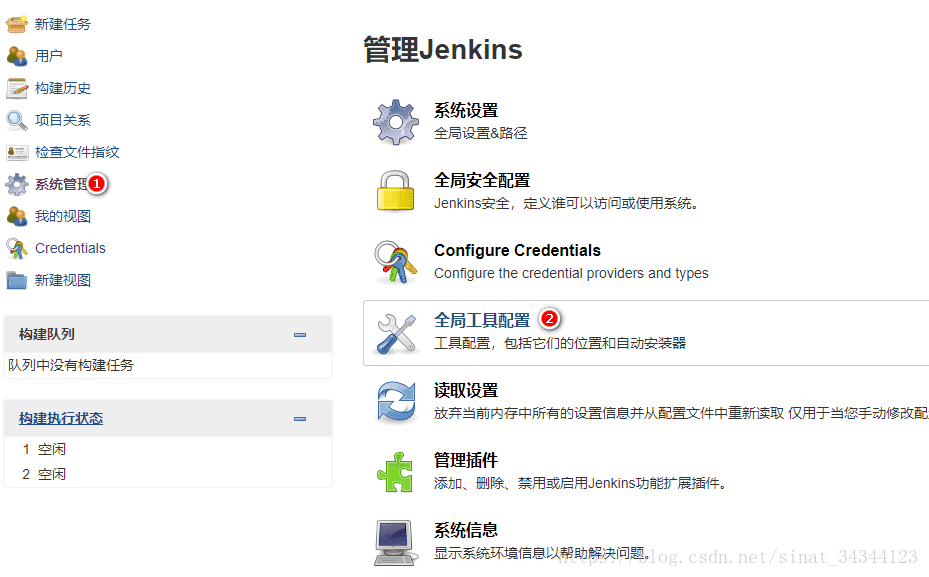 新建任务
用户
构建历史
项目关系
检查文件指纹
系统管理 1
我的视图
Credentials
新建视图
构建队列
队列中没有构建任务
构建执行状态
1 空闲
2 空闲
管理Jenkins
系统设置
全局设置&路径
全局安全配置
Jenkins安全，定义谁可以访问或使用系统。
Configure Credentials
Configure the credential providers and types
全局工具配置 2
工具配置，包括它们的位置和自动安装器
读取设置
放弃当前内存中所有的设置信息并从配置文件中重新读取 仅用于当您手动修改配
管理插件
添加、删除、禁用或启用Jenkins功能扩展插件。
系统信息
显示系统环境信息以帮助解决问题。
https://blog.csdn.net/sinat_34344123